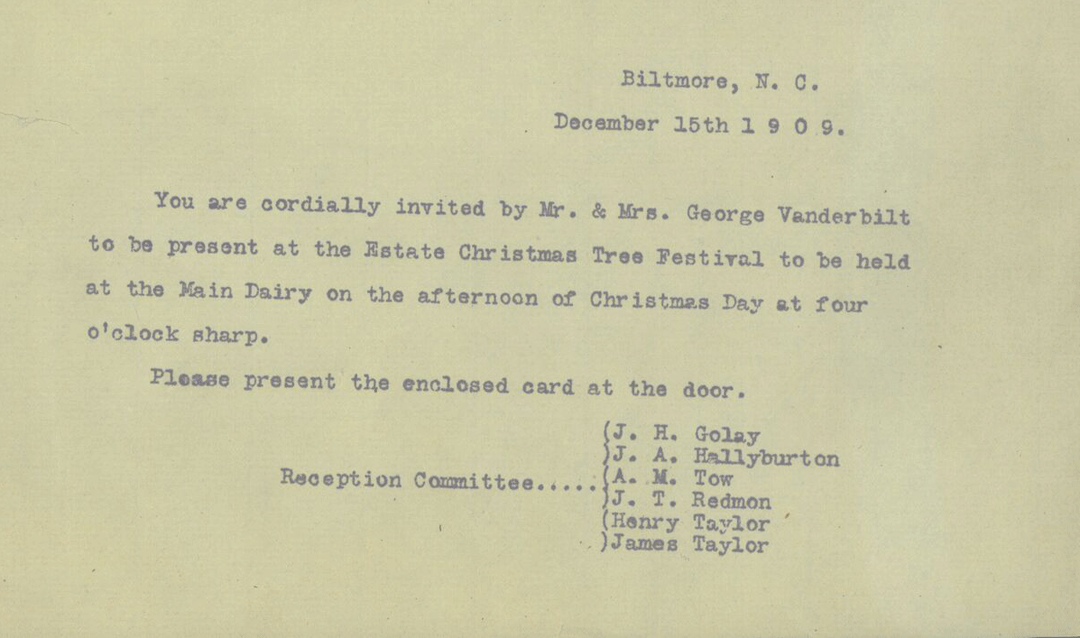 Biltmore, N. C.
December 15th 1 9 0 9.
You are cordially invited by Mr. & Mrs. George Vanderbilt
to be present at the Estate Christmas Tree Festival to be held
at the Main Dairy on the afternoon of Christmas Day at four
o'clock sharp.
Please present the enclosed card at the door.
(J. H. Golay
)J. A. Hallyburton
Reception Committee.....(A. M. Tow
)J. T. Redmon
(Henry Taylor
)James Taylor